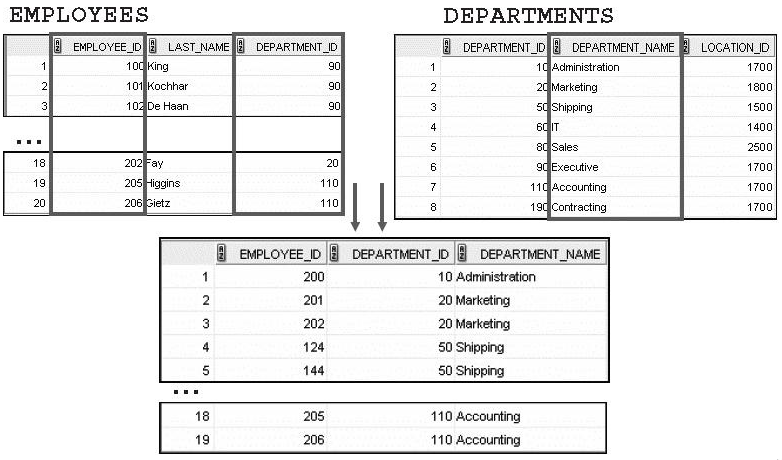 EMPLOYEES
EMPLOYEE_ID LAST_NAME DEPARTMENT_ID
1 100 King 90
2 101 Kochhar 90
3 102 De Haan 90
...
18 202 Fay 20
19 205 Higgins 110
20 206 Gietz 110
DEPARTMENTS
DEPARTMENT_ID DEPARTMENT_NAME LOCATION_ID
1 10 Administration 1700
2 20 Marketing 1800
3 50 Shipping 1500
4 60 IT 1400
5 80 Sales 2500
6 90 Executive 1700
7 110 Accounting 1700
8 190 Contracting 1700
EMPLOYEE_ID DEPARTMENT_ID DEPARTMENT_NAME
1 200 10 Administration
2 201 20 Marketing
3 202 20 Marketing
4 124 50 Shipping
5 144 50 Shipping
...
18 205 110 Accounting
19 206 110 Accounting